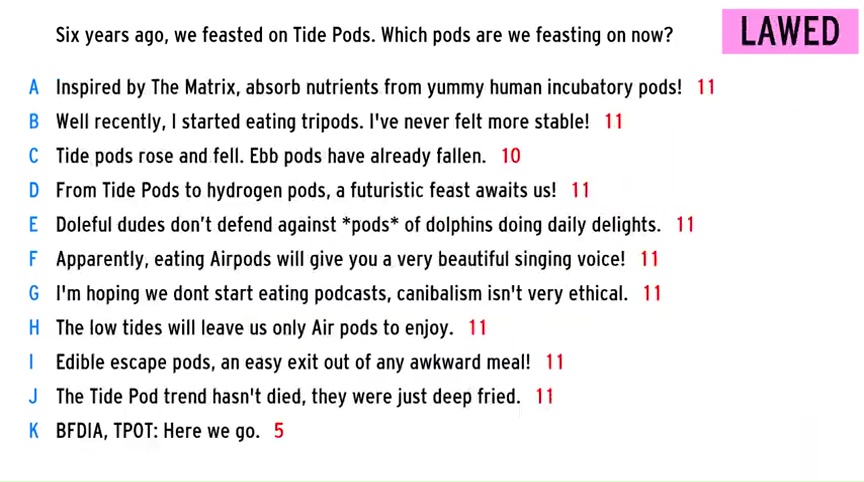 Six years ago, we feasted on Tide Pods. Which pods are we feasting on now?
LAWED
A Inspired by The Matrix, absorb nutrients from yummy human incubatory pods! 11
B Well recently, I started eating tripods. I've never felt more stable! 11
C Tide pods rose and fell. Ebb pods have already fallen. 10
D From Tide Pods to hydrogen pods, a futuristic feast awaits us! 11
E Doleful dudes don't defend against *pods* of dolphins doing daily delights. 11
F Apparently, eating Airpods will give you a very beautiful singing voice! 11
G I'm hoping we dont start eating podcasts, canibalism isn't very ethical. 11
H The low tides will leave us only Air pods to enjoy. 11
I Edible escape pods, an easy exit out of any awkward meal! 11
J The Tide Pod trend hasn't died, they were just deep fried. 11
K BFDIA, TPOT: Here we go. 5